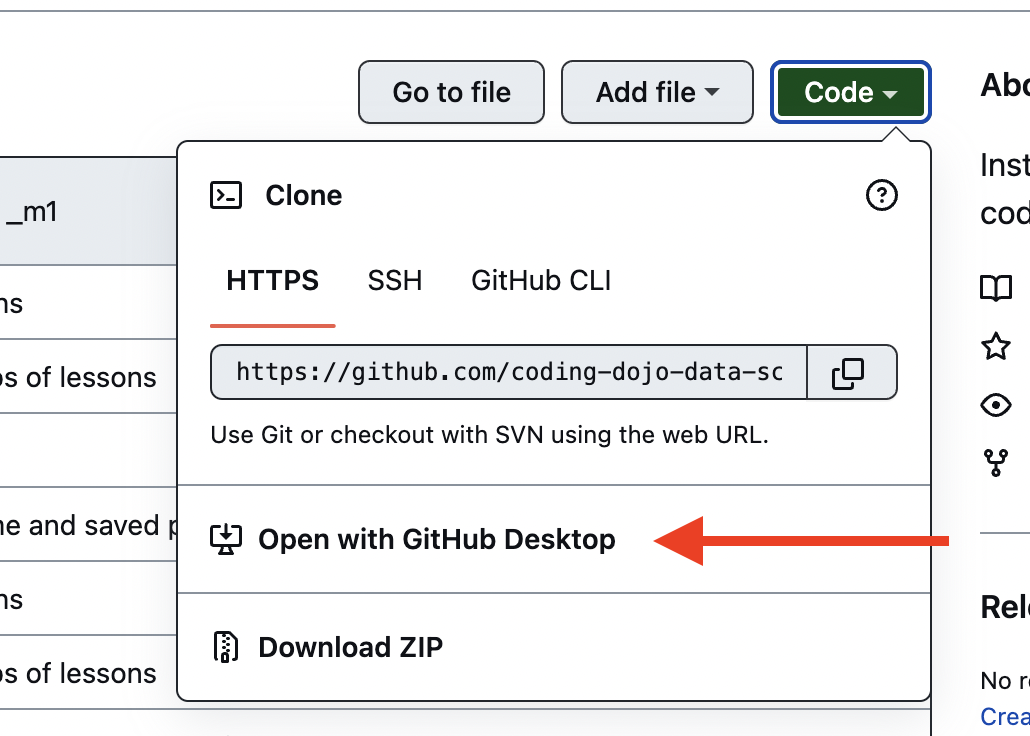 Go to file
Add file
Code
Clone
HTTPS
SSH
GitHub CLI
https://github.com/coding-dojo-data-sc
Use Git or checkout with SVN using the web URL.
Open with GitHub Desktop
Download ZIP
_m1
ns
os of lessons
ne and saved p
ns
os of lessons
Abo
Inst
cod
Rel
No r
Crea